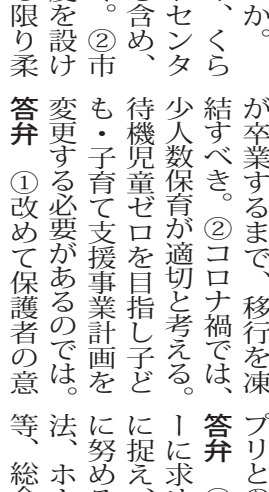 か。
、くら
センタ
含め、
。②市
を設け
限り柔
が卒業するまで、移行を凍
結すべき。②コロナ禍では、
少人数保育が適切と考える。
待機児童ゼロを目指し子ど
も・子育て支援事業計画を
変更する必要があるのでは。
答弁　①改めて保護者の意
プリと
答弁
ーに求
に捉え、
に努め
法、ホ
等、総